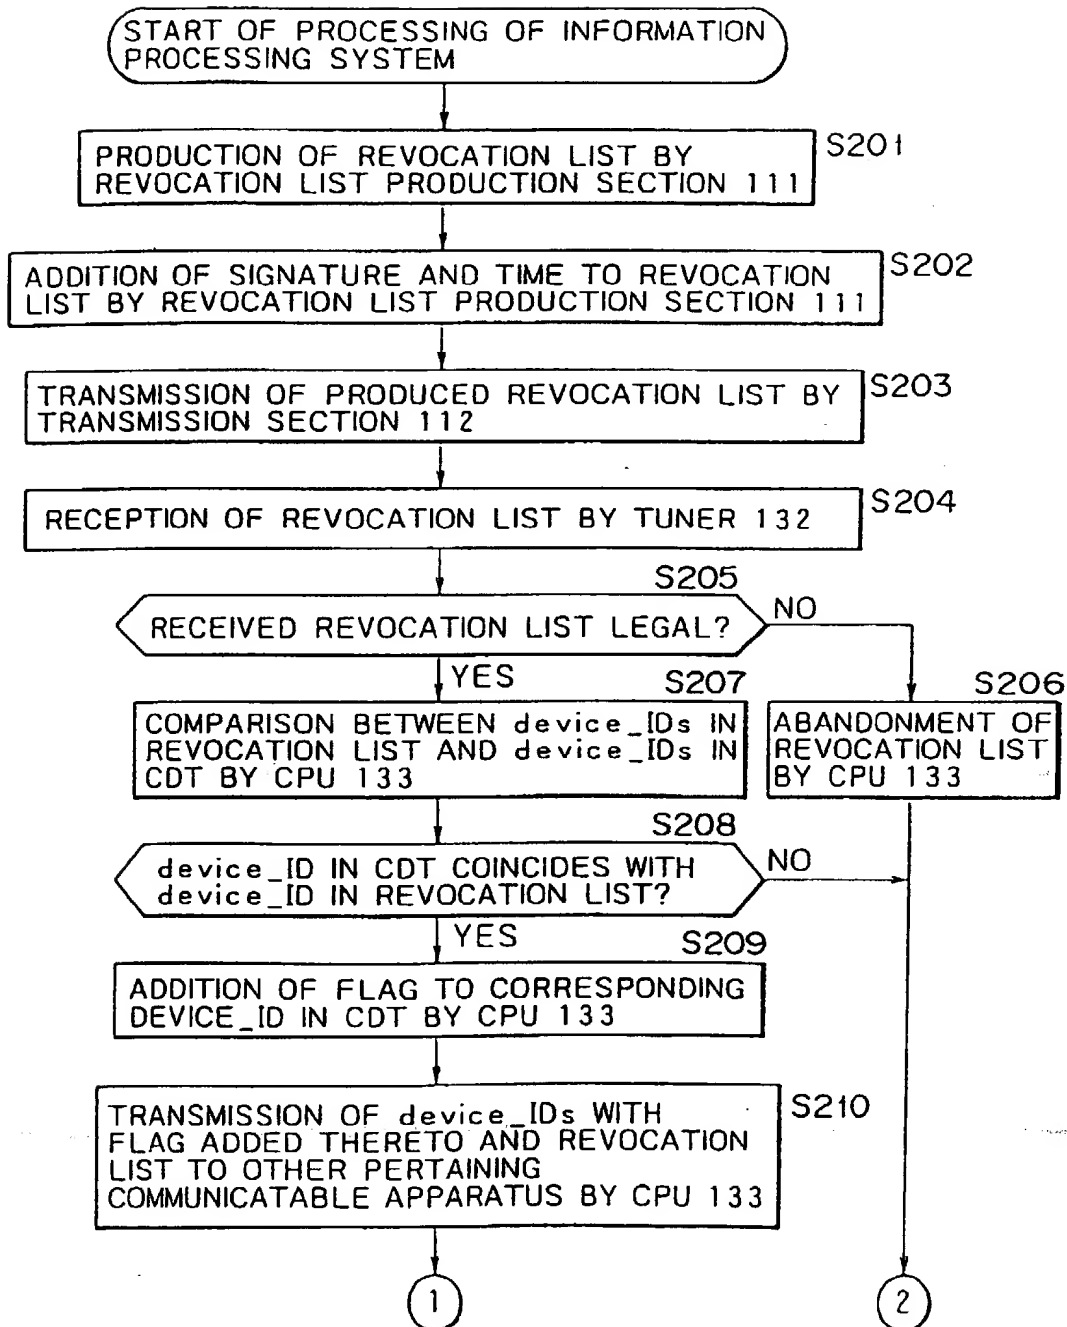 START OF PROCESSING OF INFORMATION
PROCESSING SYSTEM
S201
PRODUCTION OF REVOCATION LIST BY
REVOCATION LIST PRODUCTION SECTION 111
S202
ADDITION OF SIGNATURE AND TIME TO REVOCATION
LIST BY REVOCATION LIST PRODUCTION SECTION 111
S203
TRANSMISSION OF PRODUCED REVOCATION LIST BY
TRANSMISSION SECTION 112
S204
RECEPTION OF REVOCATION LIST BY TUNER 132
S205
RECEIVED REVOCATION LIST LEGAL?
NO
YES
S207
COMPARISON BETWEEN device_IDs IN
REVOCATION LIST AND device_IDs IN
CDT BY CPU 133
S206
ABANDONMENT OF
REVOCATION LIST
BY CPU 133
S208
device_ID IN CDT COINCIDES WITH
device_ID IN REVOCATION LIST?
NO
YES
S209
ADDITION OF FLAG TO CORRESPONDING
DEVICE_ID IN CDT BY CPU 133
S210
TRANSMISSION OF device_IDs WITH
FLAG ADDED THERETO AND REVOCATION
LIST TO OTHER PERTAINING
COMMUNICATABLE APPARATUS BY CPU 133
1
2